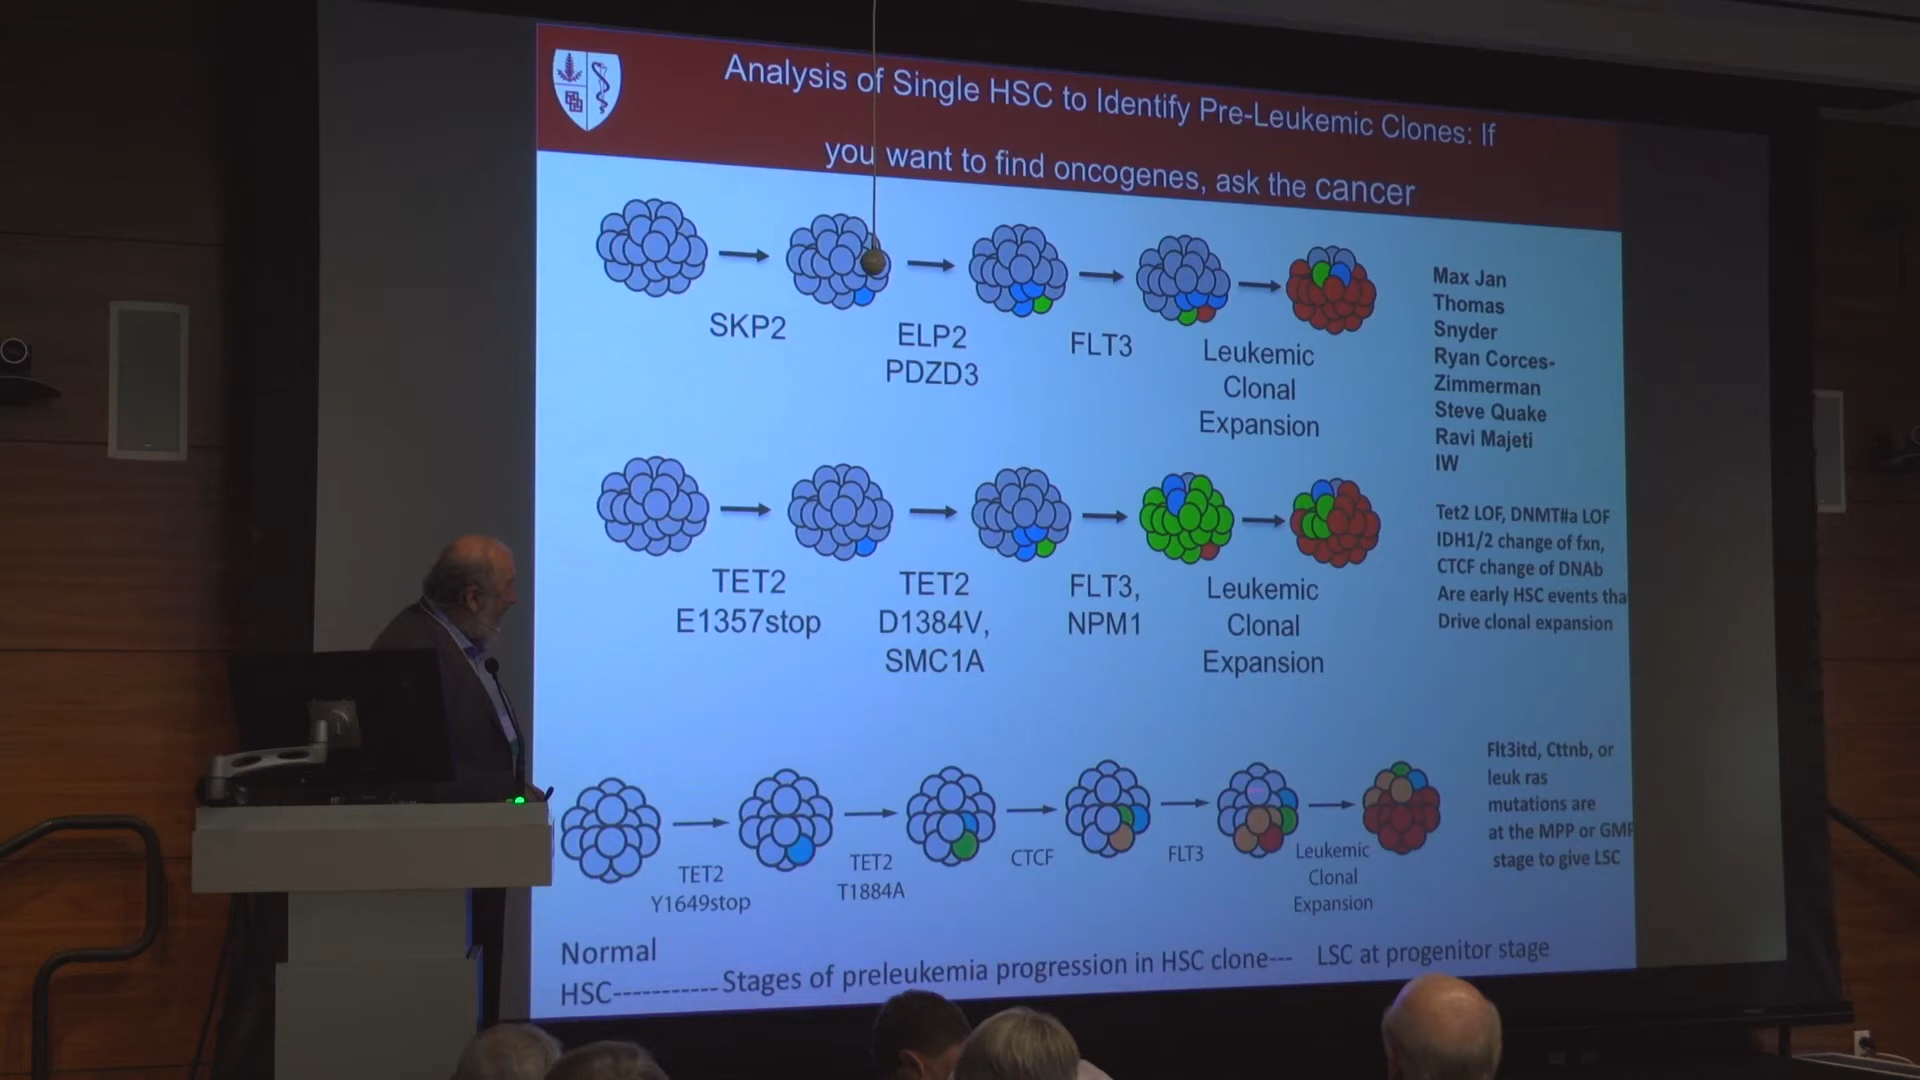 Analysis of Single HSC to Identify Pre-Leukemic Clones: If
you want to find oncogenes, ask the cancer
SKP2
ELP2
PDZD3
FLT3
Leukemic
Clonal
Expansion
Max Jan
Thomas
Snyder
Ryan Corces-
Zimmerman
Steve Quake
Ravi Majeti
IW
TET2
E1357stop
TET2
D1384V,
SMC1A
FLT3,
NPM1
Leukemic
Clonal
Expansion
Tet2 LOF, DNMT#a LOF
IDH1/2 change of fxn,
CTCF change of DNAb
Are early HSC events tha
Drive clonal expansion
TET2
Y1649stop
TET2
T1884A
CTCF
FLT3
Leukemic
Clonal
Expansion
Flt3itd, Cttnb, or
leuk ras
mutations are
at the MPP or GMP
stage to give LSC
Normal
HSC-----------Stages of preleukemia progression in HSC clone--- LSC at progenitor stage